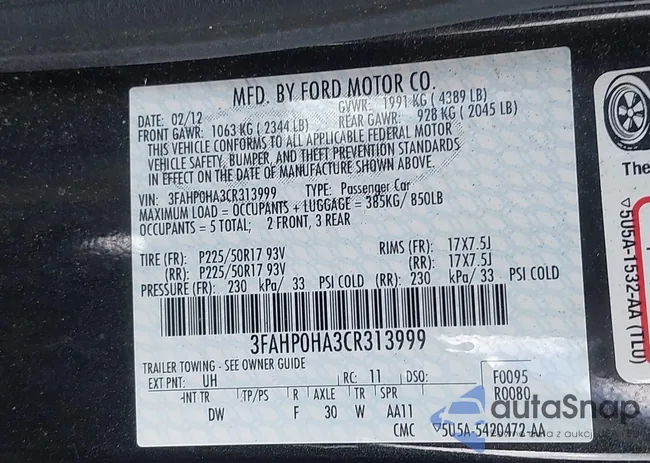 MFD. BY FORD MOTOR CO.
DATE: 02/12 GVWR: 1991 KG ( 4389 LB)
FRONT GAWR: 1063 KG ( 2344 LB) REAR GAWR: 928 KG ( 2045 LB)
THIS VEHICLE CONFORMS TO ALL APPLICABLE FEDERAL MOTOR
VEHICLE SAFETY, BUMPER, AND THEFT PREVENTION STANDARDS
IN EFFECT ON THE DATE OF MANUFACTURE SHOWN ABOVE.
VIN: 3FAHP0HA3CR313999 TYPE: Passenger Car
MAXIMUM LOAD = OCCUPANTS + LUGGAGE = 385KG/ 850LB
OCCUPANTS = 5 TOTAL; 2 FRONT, 3 REAR
TIRE (FR): P225/50R17 93V RIMS (FR): 17X7.5J
(RR): P225/50R17 93V (RR): 17X7.5J
PRESSURE (FR): 230 kPa/ 33 PSI COLD (RR): 230 kPa/ 33 PSI COLD
3FAHP0HA3CR313999
TRAILER TOWING - SEE OWNER GUIDE
EXT PNT: UH RC: 11 DSO: F0095
R0080
INT TR TP/PS R AXLE TR SPR
DW F 30 W AA11
CMC ▽5U5A-5420472-AA
The
▽5U5A-1532-AA (TLU)
autoSnap